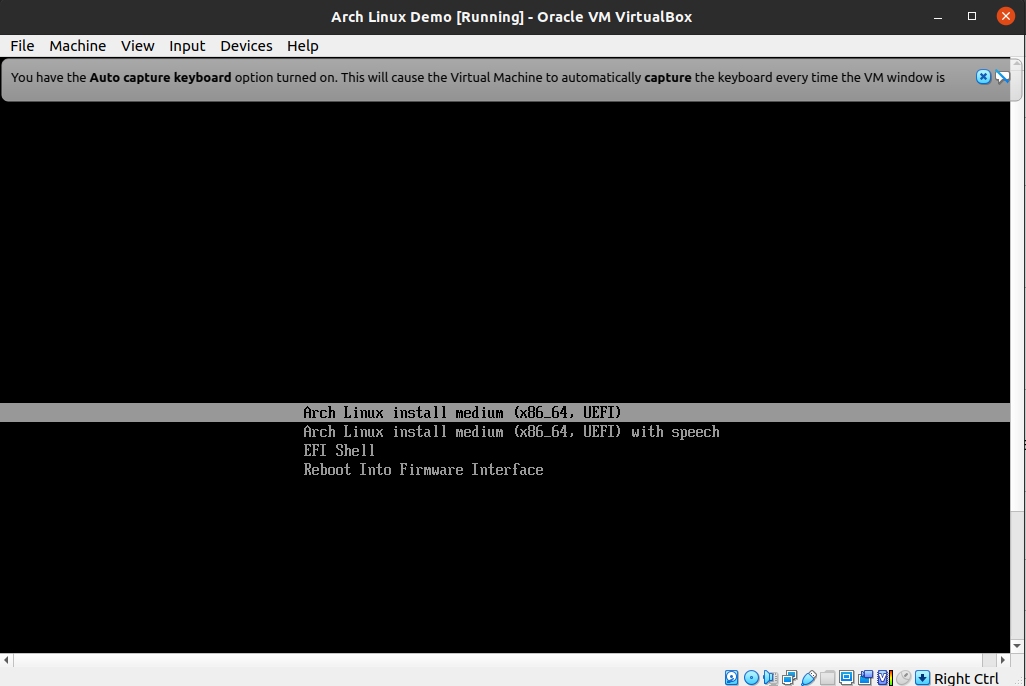 Arch Linux Demo [Running] - Oracle VM VirtualBox
File Machine View Input Devices Help
You have the Auto capture keyboard option turned on. This will cause the Virtual Machine to automatically capture the keyboard every time the VM window is
Arch Linux install medium (x86_64, UEFI)
Arch Linux install medium (x86_64, UEFI) with speech
EFI Shell
Reboot Into Firmware Interface
Right Ctrl